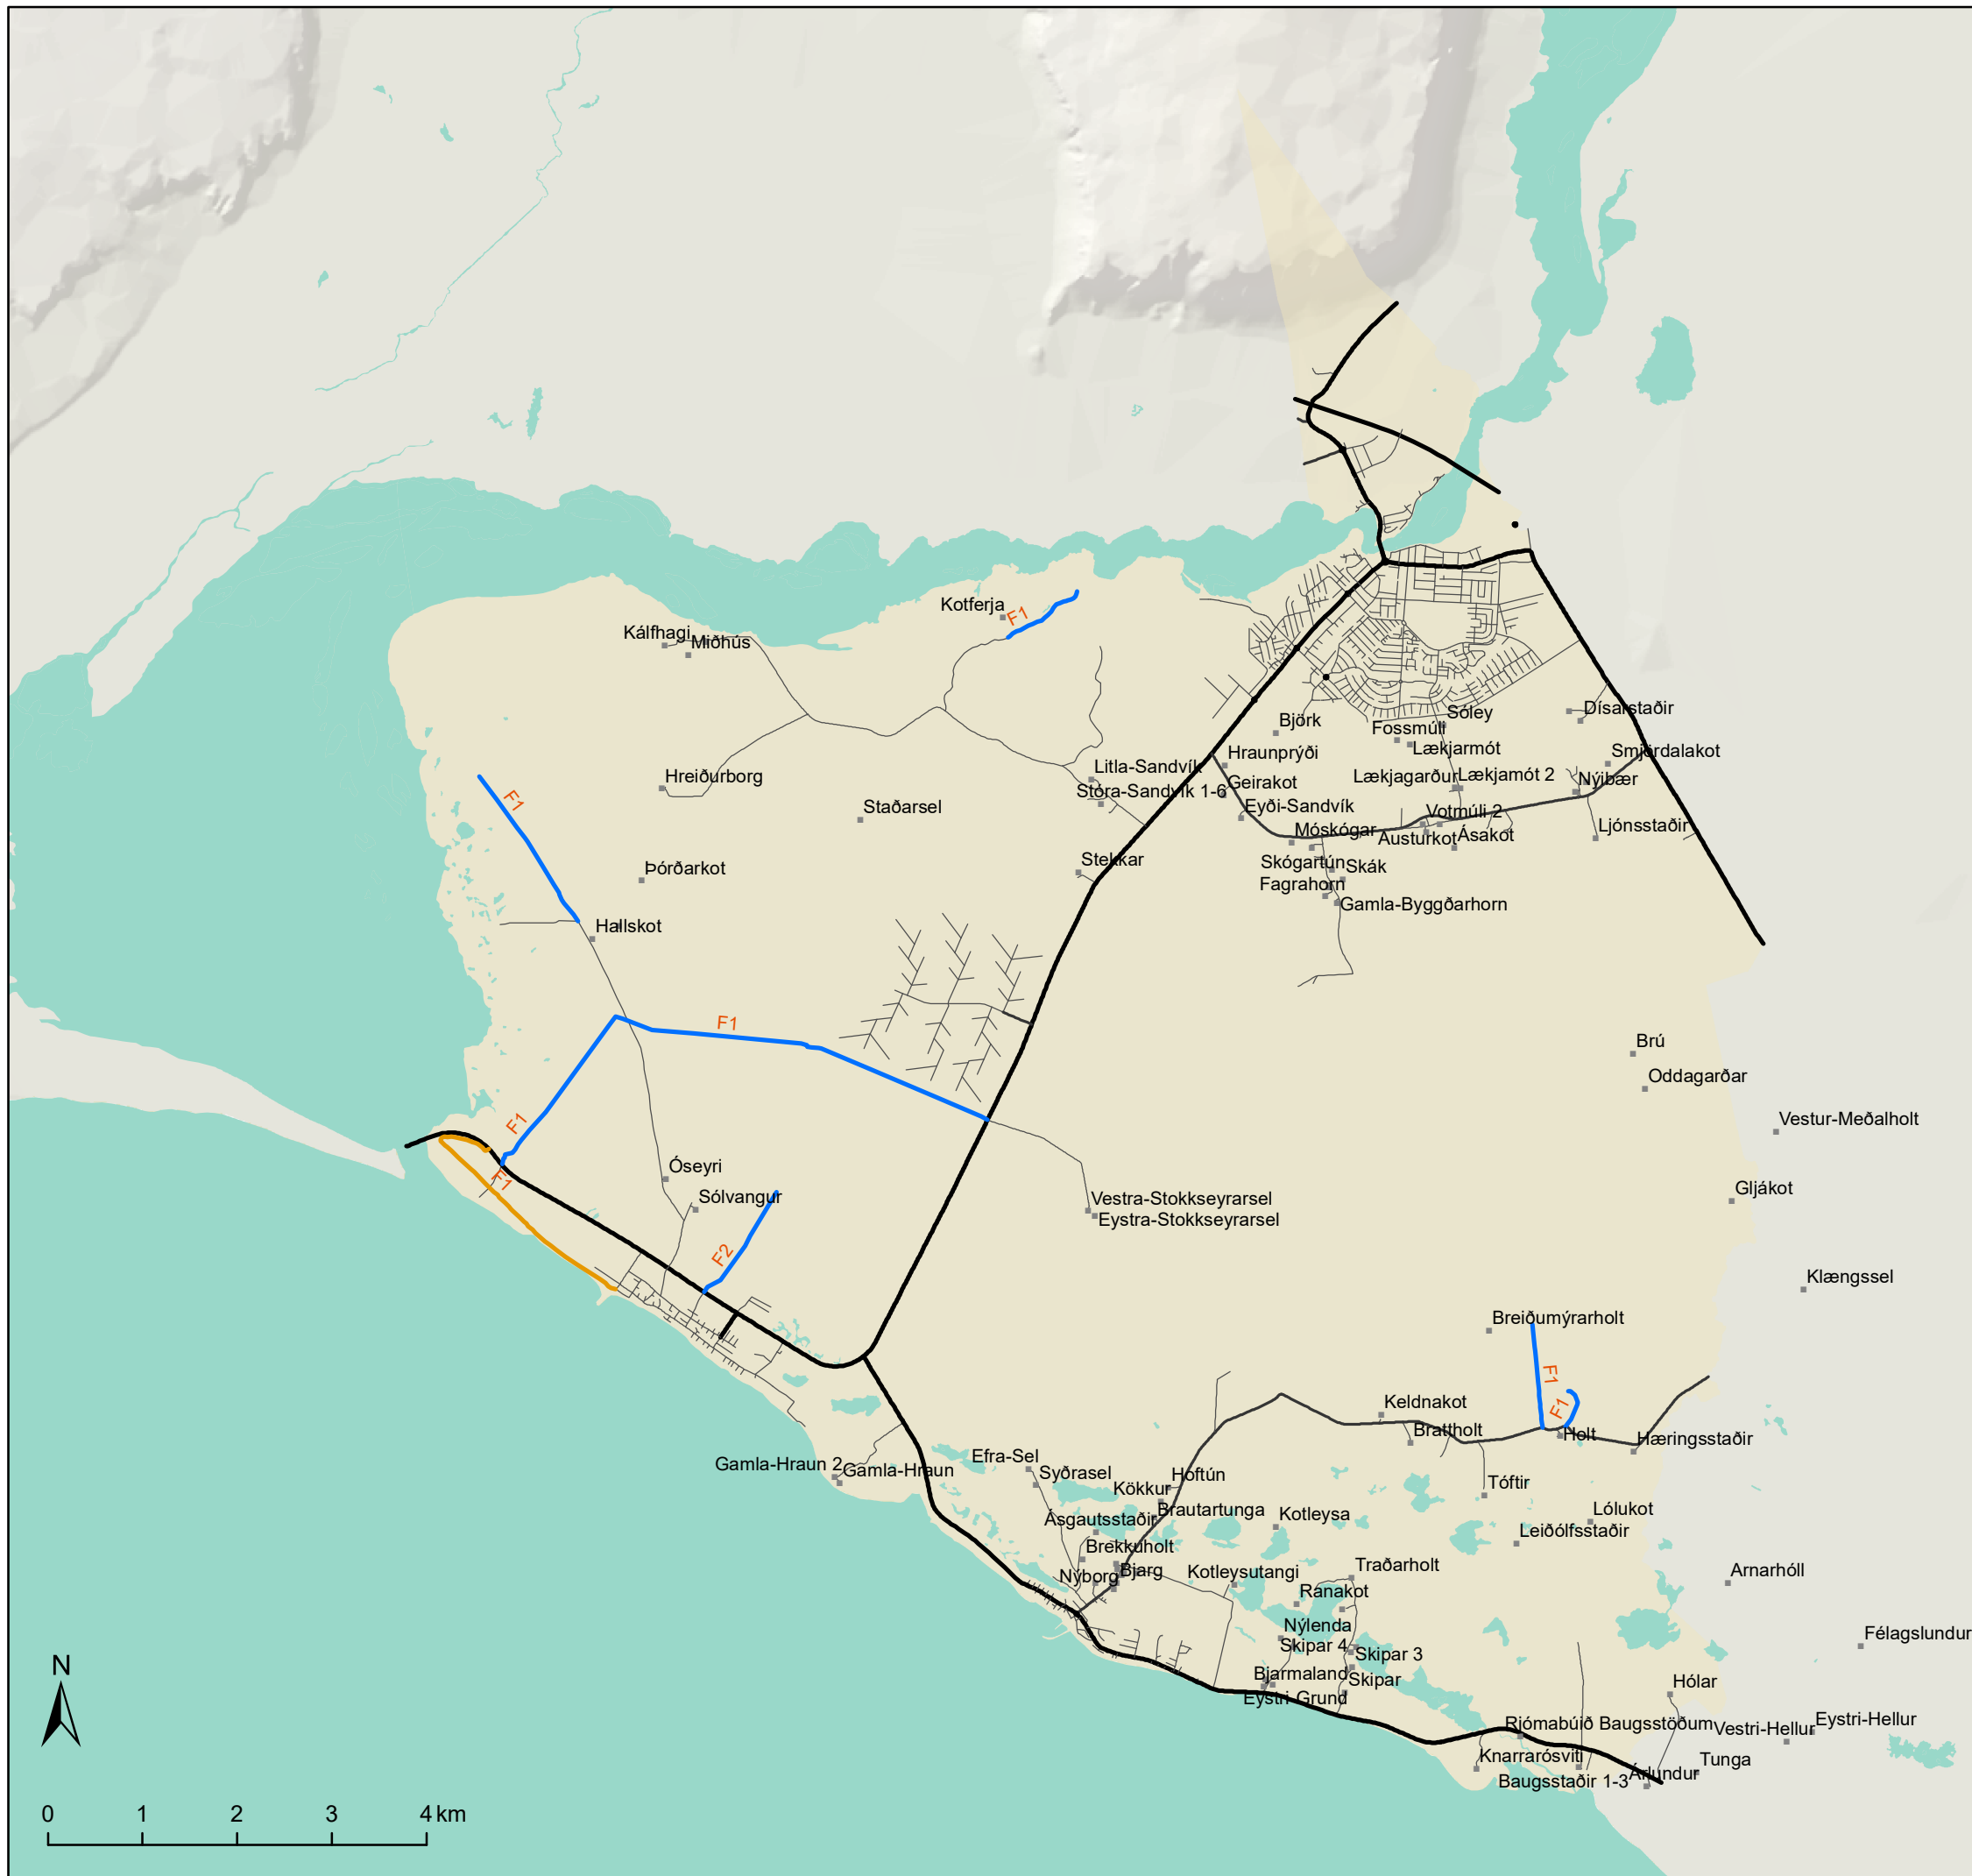 Kotferja
F1
Kálfhagi
Miðhús
Sóley
Dísarstaðir
Björk
Fossmúli
Lækjarmót
Hraunprýði
Smjördalakot
Litla-Sandvík
Hreiðurborg
Lækjagarður
Lækjamót 2
Nýibær
Geirakot
Stóra-Sandvík 1-6
F1
Eyði-Sandvík
Staðarsel
Votmúli 2
Móskógar
Austurkot
Ásakot
Ljónsstaðir
Stekkar
Skógartún
Skák
Þórðarkot
Fagrahorn
Gamla-Byggðarhorn
Hallskot
F1
Brú
Oddagarðar
F1
Vestur-Meðalholt
Óseyri
F1
Sólvangur
Vestra-Stokkseyrarsel
Eystra-Stokkseyrarsel
Gljákot
F2
Klængssel
Breiðumýrarholt
F1
Keldnakot
F1
Brattholt
Holt
Hæringsstaðir
Gamla-Hraun 2
Gamla-Hraun
Efra-Sel
Syðrasel
Hoftún
Kökkur
Tóftir
Brautartunga
Kotleysa
Lólukot
Ásgautsstaðir
Leiðólfsstaðir
Brekkuholt
Nýborg
Bjarg
Kotleysutangi
Traðarholt
Arnarhóll
Ranakot
Nýlenda
Félagslundur
Skipar 4
Skipar 3
Bjarmaland
Skipar
Hólar
Eystri-Grund
Rjómabúið Baugsstöðum
Vestri-Hellur
Eystri-Hellur
Knarrarósviti
Tunga
Baugsstaðir 1-3
Árlundur
N
0 1 2 3 4 km